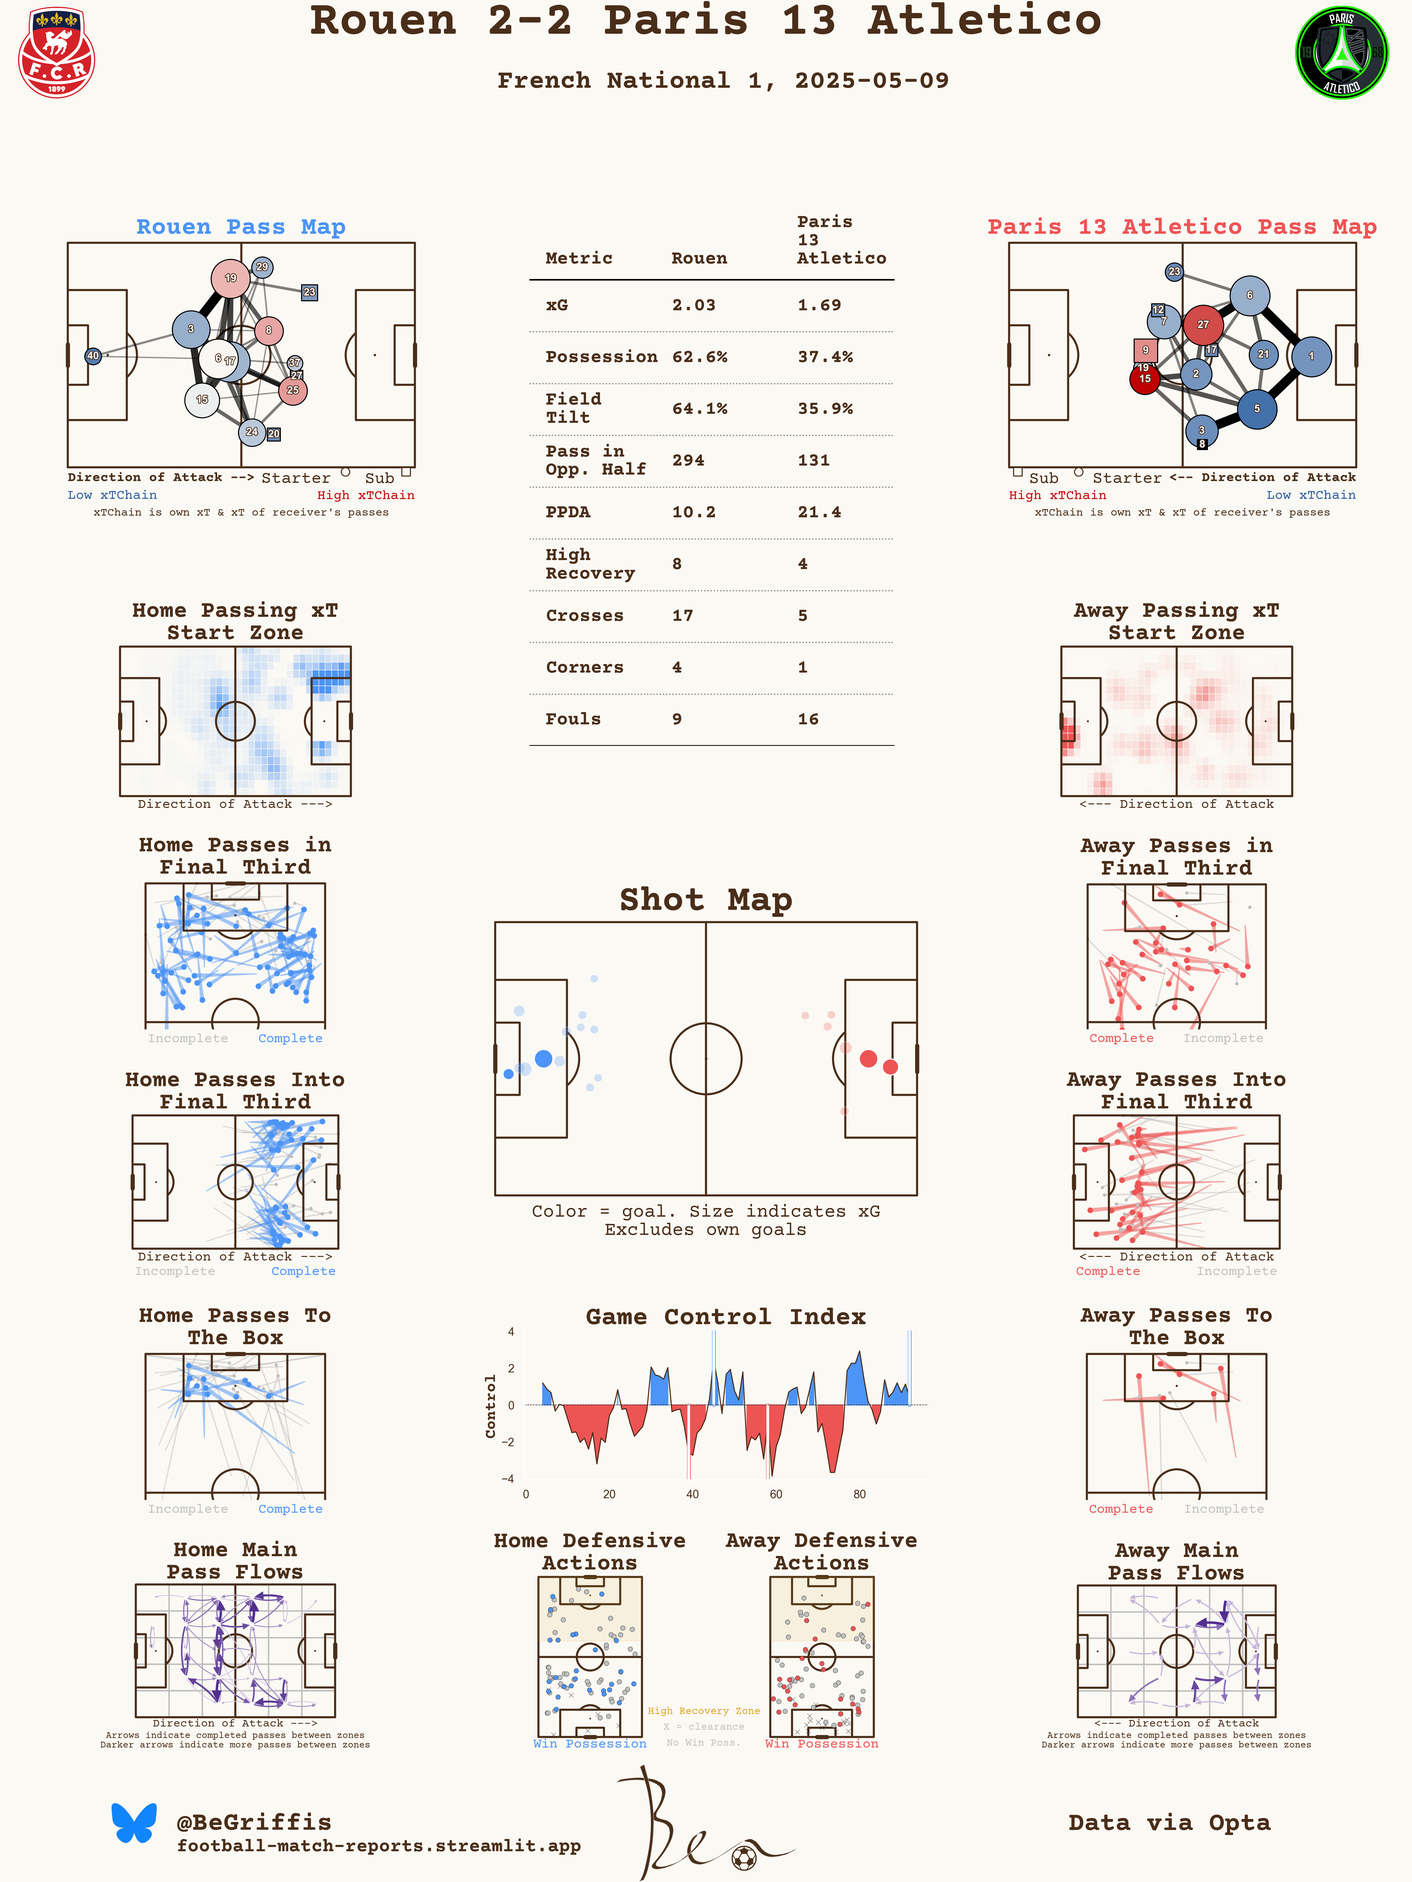 Rouen 2-2 Paris 13 Atletico
French National 1, 2025-05-09
F.C.R
1899
PARIS
19 68
ATLETICO
Rouen Pass Map
19
29
23
3
8
40
6
17
37
27
25
15
24
20
Direction of Attack --> Starter Sub
Low xTChain High xTChain
xTChain is own xT & xT of receiver's passes
Metric Rouen Paris 13 Atletico
xG 2.03 1.69
Possession 62.6% 37.4%
Field Tilt 64.1% 35.9%
Pass in Opp. Half 294 131
PPDA 10.2 21.4
High Recovery 8 4
Crosses 17 5
Corners 4 1
Fouls 9 16
Paris 13 Atletico Pass Map
23
6
12
7
27
9
17
21
1
19
15
2
5
3
8
Sub Starter <-- Direction of Attack
High xTChain Low xTChain
xTChain is own xT & xT of receiver's passes
Home Passing xT
Start Zone
Direction of Attack --->
Away Passing xT
Start Zone
<--- Direction of Attack
Home Passes in
Final Third
Incomplete Complete
Away Passes in
Final Third
Complete Incomplete
Shot Map
Color = goal. Size indicates xG
Excludes own goals
Home Passes Into
Final Third
Direction of Attack --->
Incomplete Complete
Away Passes Into
Final Third
<--- Direction of Attack
Complete Incomplete
Home Passes To
The Box
Incomplete Complete
Game Control Index
Control
4
2
0
−2
−4
0 20 40 60 80
Away Passes To
The Box
Complete Incomplete
Home Main
Pass Flows
Direction of Attack --->
Arrows indicate completed passes between zones
Darker arrows indicate more passes between zones
Home Defensive
Actions
Win Possession
High Recovery Zone
X = clearance
No Win Poss.
Away Defensive
Actions
Win Possession
Away Main
Pass Flows
<--- Direction of Attack
Arrows indicate completed passes between zones
Darker arrows indicate more passes between zones
@BeGriffis
football-match-reports.streamlit.app
Ben
Data via Opta